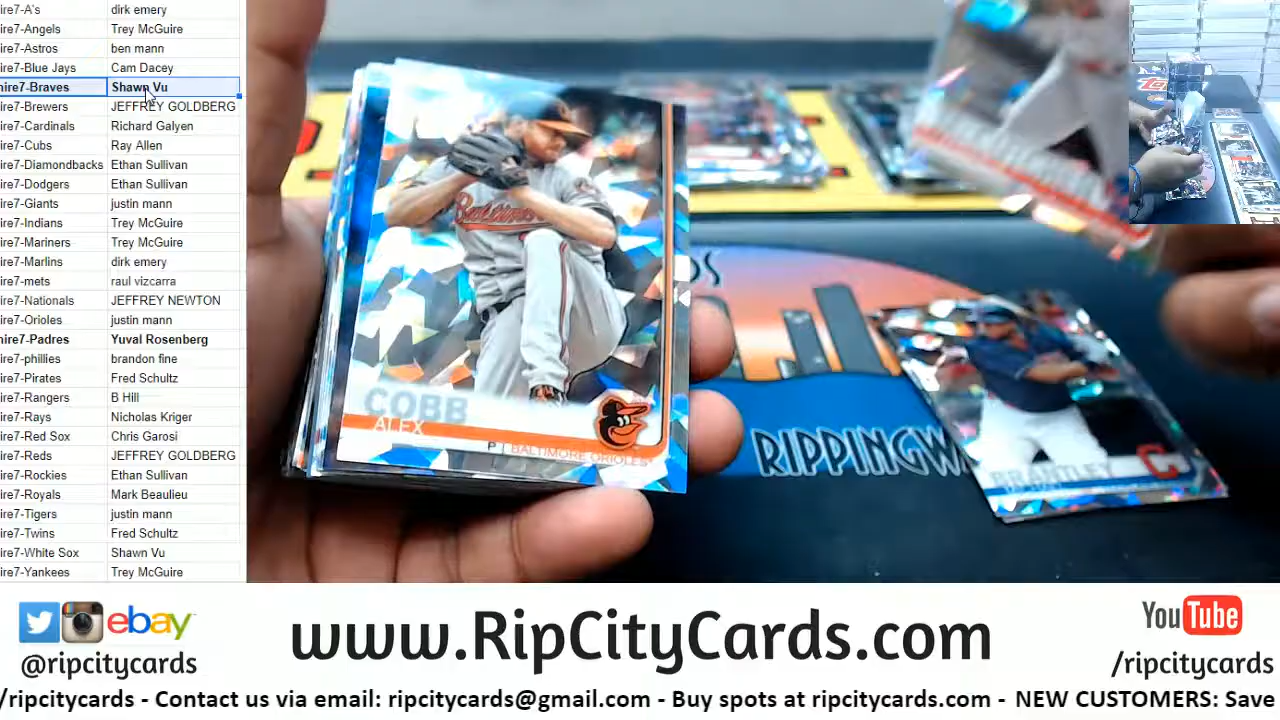 ire7-A's dirk emery
ire7-Angels Trey McGuire
ire7-Astros ben mann
ire7-Blue Jays Cam Dacey
hire7-Braves Shawn Vu
ire7-Brewers JEFFREY GOLDBERG
ire7-Cardinals Richard Galyen
ire7-Cubs Ray Allen
ire7-Diamondbacks Ethan Sullivan
ire7-Dodgers Ethan Sullivan
ire7-Giants justin mann
ire7-Indians Trey McGuire
ire7-Mariners Trey McGuire
ire7-Marlins dirk emery
ire7-mets raul vizcarra
ire7-Nationals JEFFREY NEWTON
ire7-Orioles justin mann
hire7-Padres Yuval Rosenberg
ire7-phillies brandon fine
ire7-Pirates Fred Schultz
ire7-Rangers B Hill
ire7-Rays Nicholas Kriger
ire7-Red Sox Chris Garosi
ire7-Reds JEFFREY GOLDBERG
ire7-Rockies Ethan Sullivan
ire7-Royals Mark Beaulieu
ire7-Tigers justin mann
ire7-Twins Fred Schultz
ire7-White Sox Shawn Vu
ire7-Yankees Trey McGuire
Baltimore
COBB
ALEX
P | BALTIMORE ORIOLES
RIPPINGW
BRANTLEY
C
ebay
@ripcitycards
www.RipCityCards.com
YouTube
/ripcitycards
/ripcitycards - Contact us via email: ripcitycards@gmail.com - Buy spots at ripcitycards.com - NEW CUSTOMERS: Save